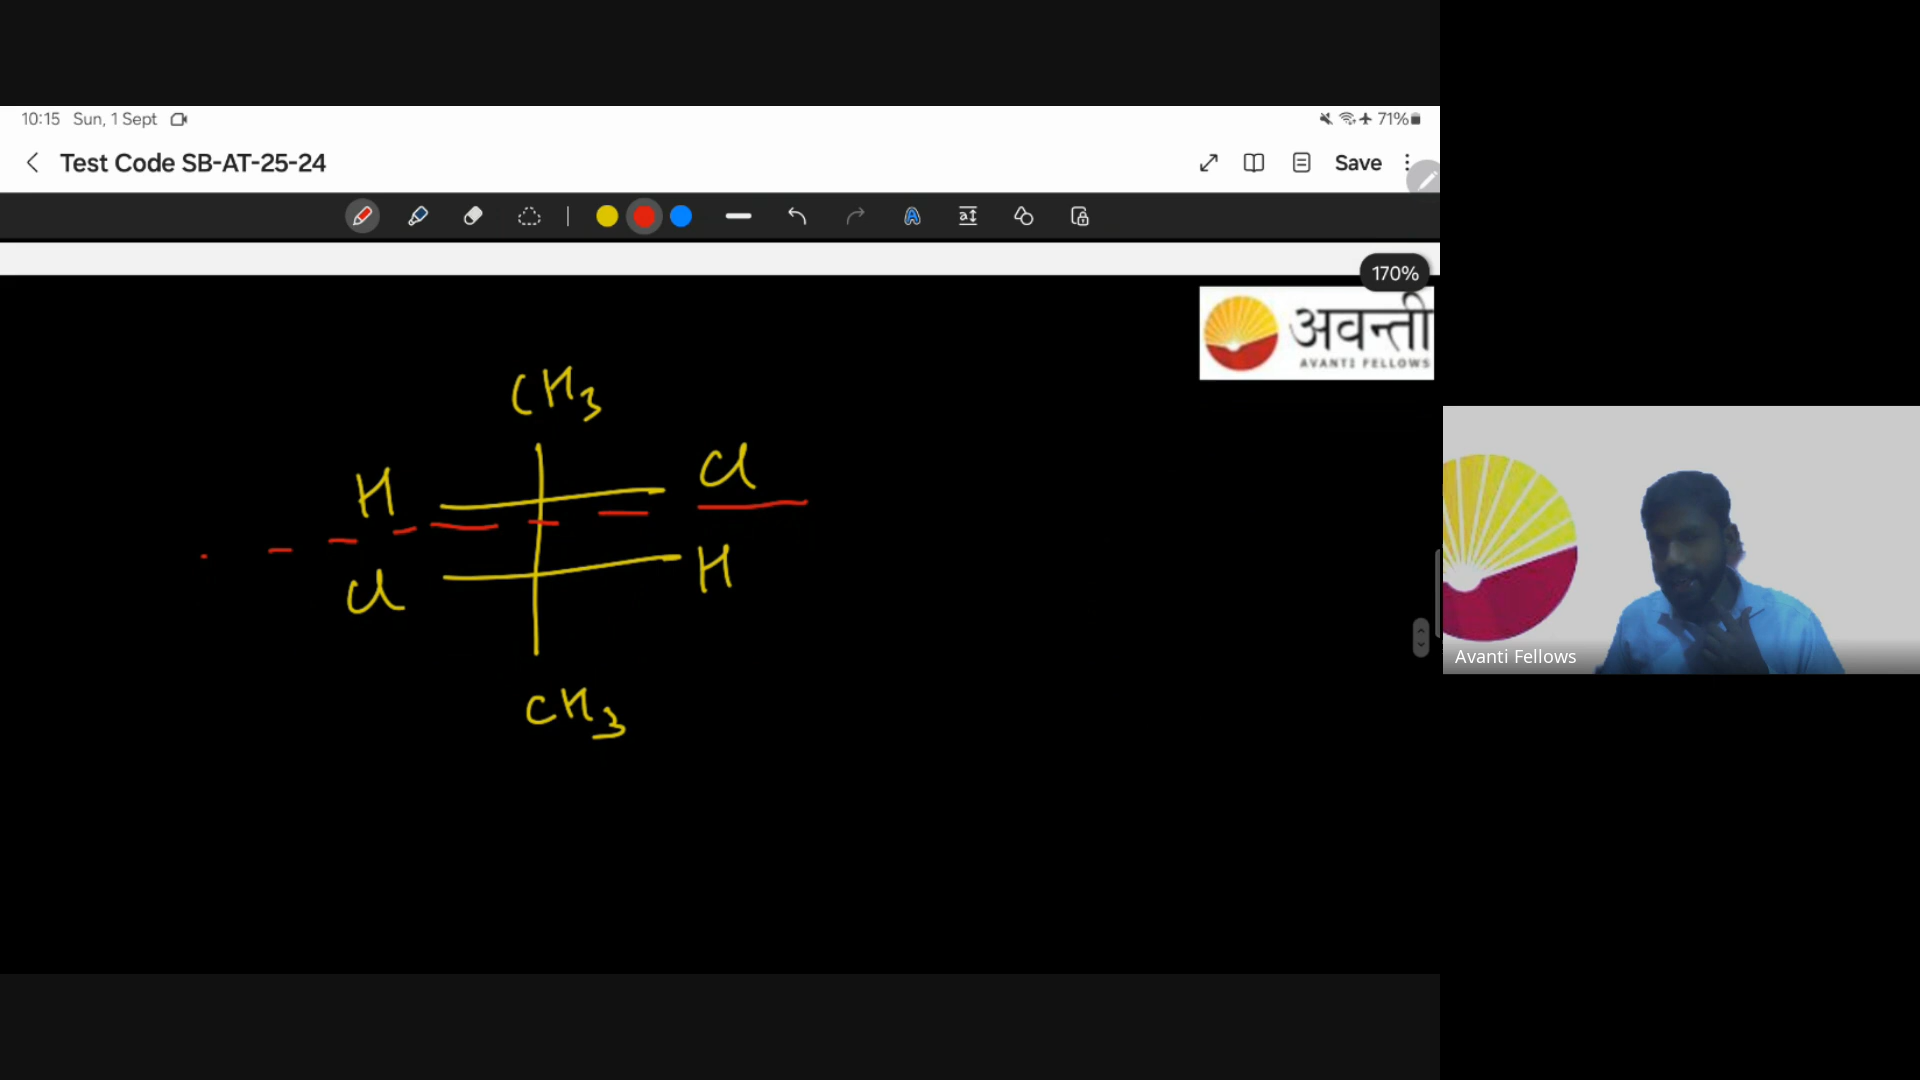 10:15 Sun, 1 Sept 71%
Test Code SB-AT-25-24 Save
170%
अवन्ती
AVANTI FELLOWS
CH3
H Cl
Cl H
CH3
Avanti Fellows